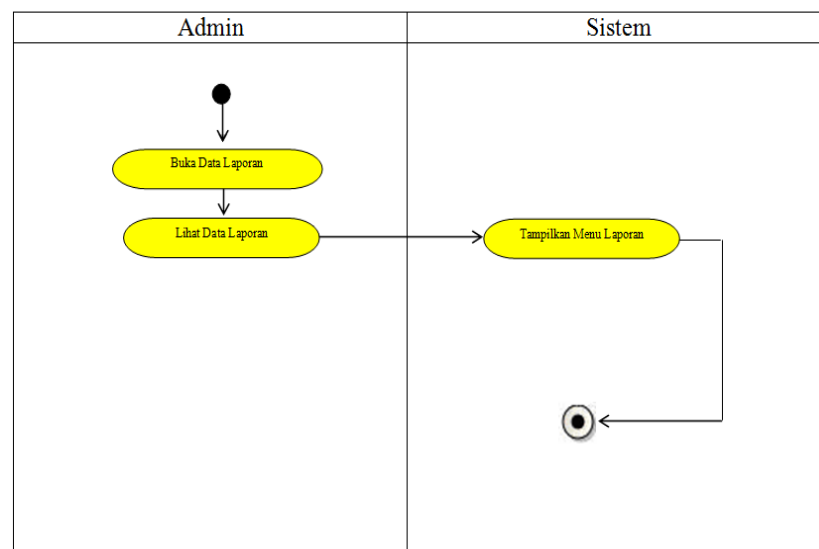 Admin
Sistem
Buka Data Laporan
Lihat Data Laporan
Tampilkan Menu Laporan